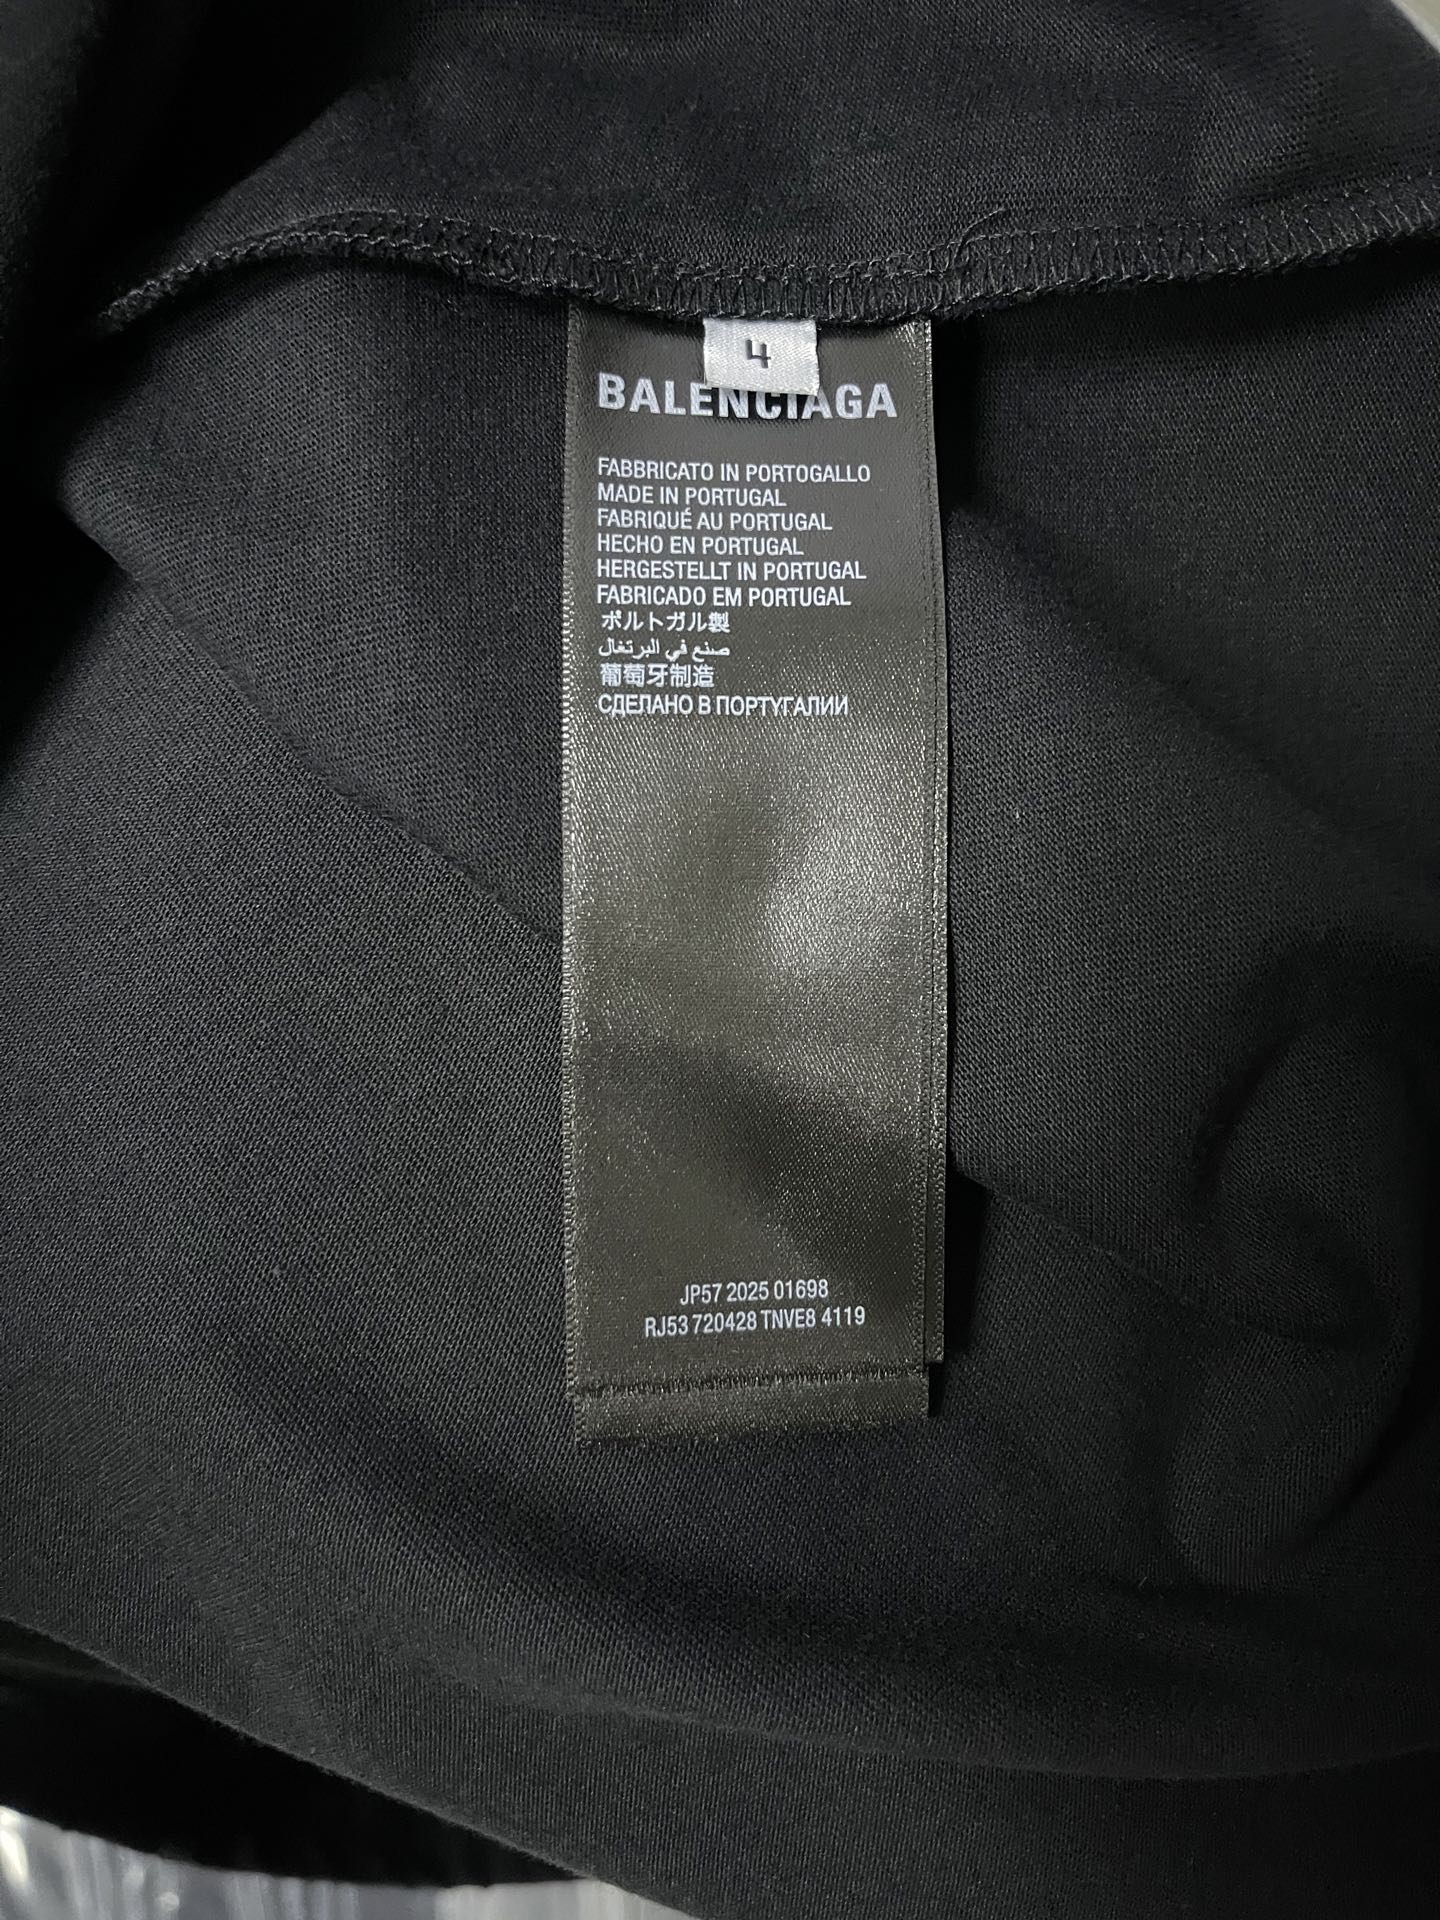 4
BALENCIAGA
FABBRICATO IN PORTOGALLO
MADE IN PORTUGAL
FABRIQUÉ AU PORTUGAL
HECHO EN PORTUGAL
HERGESTELLT IN PORTUGAL
FABRICADO EM PORTUGAL
ポルトガル製
صنع في البرتغال
葡萄牙制造
СДЕЛАНО В ПОРТУГАЛИИ
JP57 2025 01698
RJ53 720428 TNVE8 4119